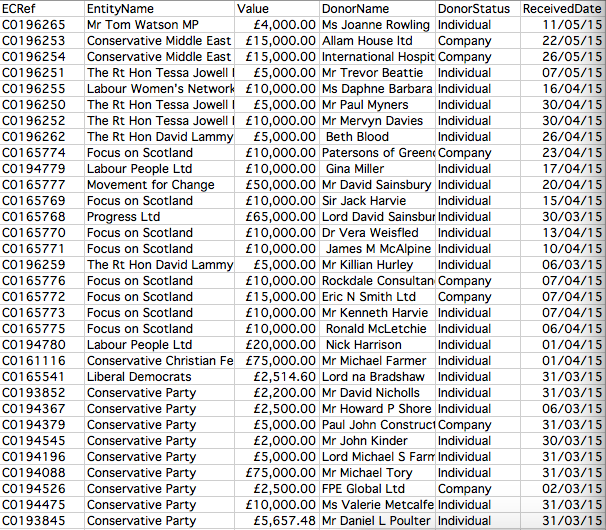 ECRef EntityName Value DonorName DonorStatus ReceivedDate
C0196265 Mr Tom Watson MP £4,000.00 Ms Joanne Rowling Individual 11/05/15
C0196253 Conservative Middle East £15,000.00 Allam House ltd Company 22/05/15
C0196254 Conservative Middle East £15,000.00 International Hospit Company 26/05/15
C0196251 The Rt Hon Tessa Jowell £5,000.00 Mr Trevor Beattie Individual 07/05/15
C0196255 Labour Women's Network £10,000.00 Ms Daphne Barbara Individual 16/04/15
C0196250 The Rt Hon Tessa Jowell £5,000.00 Mr Paul Myners Individual 30/04/15
C0196252 The Rt Hon Tessa Jowell £10,000.00 Mr Mervyn Davies Individual 30/04/15
C0196262 The Rt Hon David Lammy £5,000.00 Beth Blood Individual 26/04/15
C0165774 Focus on Scotland £10,000.00 Patersons of Greeno Company 23/04/15
C0194779 Labour People Ltd £10,000.00 Gina Miller Individual 17/04/15
C0165777 Movement for Change £50,000.00 Mr David Sainsbury Individual 20/04/15
C0165769 Focus on Scotland £10,000.00 Sir Jack Harvie Individual 15/04/15
C0165768 Progress Ltd £65,000.00 Lord David Sainsbur Individual 30/03/15
C0165770 Focus on Scotland £10,000.00 Dr Vera Weisfled Individual 13/04/15
C0165771 Focus on Scotland £10,000.00 James M McAlpine Individual 10/04/15
C0196259 The Rt Hon David Lammy £5,000.00 Mr Killian Hurley Individual 06/03/15
C0165776 Focus on Scotland £10,000.00 Rockdale Consultan Company 07/04/15
C0165772 Focus on Scotland £15,000.00 Eric N Smith Ltd Company 07/04/15
C0165773 Focus on Scotland £10,000.00 Mr Kenneth Harvie Individual 07/04/15
C0165775 Focus on Scotland £10,000.00 Ronald McLetchie Individual 06/04/15
C0194780 Labour People Ltd £20,000.00 Nick Harrison Individual 01/04/15
C0161116 Conservative Christian Fe £75,000.00 Mr Michael Farmer Individual 01/04/15
C0165541 Liberal Democrats £2,514.60 Lord na Bradshaw Individual 31/03/15
C0193852 Conservative Party £2,200.00 Mr David Nicholls Individual 31/03/15
C0194367 Conservative Party £2,500.00 Mr Howard P Shore Individual 06/03/15
C0194379 Conservative Party £5,000.00 Paul John Construct Company 31/03/15
C0194545 Conservative Party £2,000.00 Mr John Kinder Individual 30/03/15
C0194196 Conservative Party £5,000.00 Lord Michael S Farm Individual 31/03/15
C0194088 Conservative Party £75,000.00 Mr Michael Tory Individual 31/03/15
C0194526 Conservative Party £2,500.00 FPE Global Ltd Company 02/03/15
C0194475 Conservative Party £10,000.00 Ms Valerie Metcalfe Individual 31/03/15
C0193845 Conservative Party £5,657.48 Mr Daniel L Poulter Individual 31/03/15